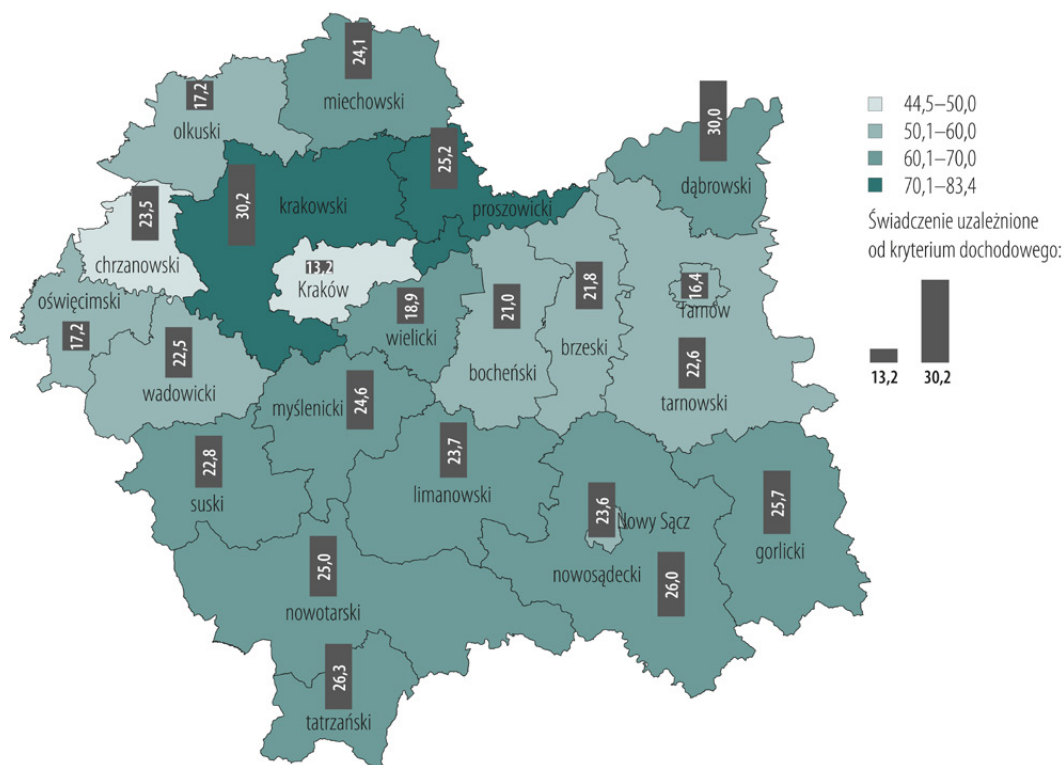 24,1
miechowski
17,2
olkuski
25,2
proszowicki
30,2
krakowski
30,0
dąbrowski
23,5
chrzanowski
13,2
Kraków
oświęcimski
17,2
22,5
wadowicki
18,9
wielicki
21,0
bocheński
21,8
brzeski
16,4
Tarnów
22,6
tarnowski
myślenicki
24,6
22,8
suski
23,7
limanowski
23,6
Nowy Sącz
nowosądecki
26,0
25,7
gorlicki
25,0
nowotarski
26,3
tatrzański
44,5–50,0
50,1–60,0
60,1–70,0
70,1–83,4
Świadczenie uzależnione
od kryterium dochodowego:
13,2
30,2